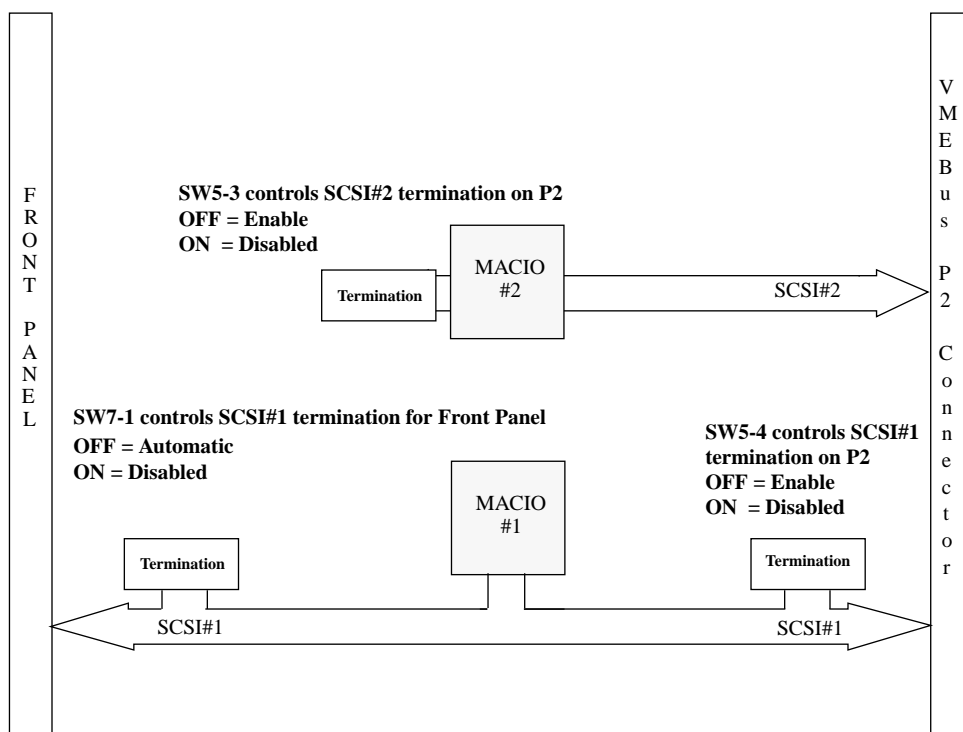 FRONT PANEL
VMEBus P2 Connector
SW5-3 controls SCSI#2 termination on P2
OFF = Enable
ON = Disabled
MACIO
#2
Termination
SCSI#2
SW7-1 controls SCSI#1 termination for Front Panel
OFF = Automatic
ON = Disabled
SW5-4 controls SCSI#1
termination on P2
OFF = Enable
ON = Disabled
MACIO
#1
Termination
Termination
SCSI#1
SCSI#1